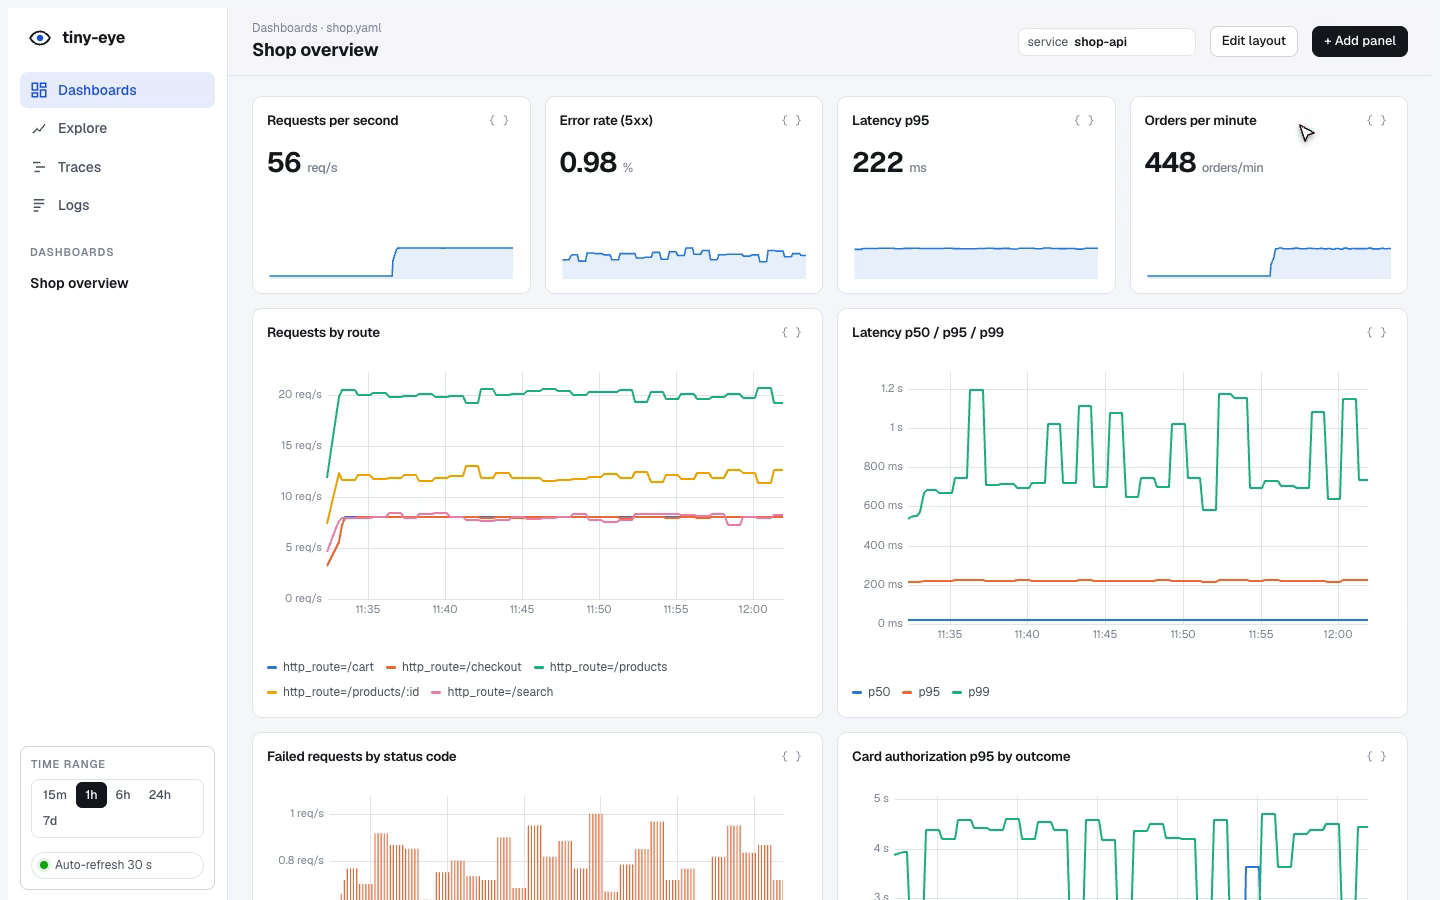 tiny-eye
Dashboards
Explore
Traces
Logs
DASHBOARDS
Shop overview
TIME RANGE
15m 1h 6h 24h
7d
Auto-refresh 30 s
Dashboards · shop.yaml
Shop overview
service shop-api
Edit layout
+ Add panel
Requests per second { }
56 req/s
Error rate (5xx) { }
0.98 %
Latency p95 { }
222 ms
Orders per minute { }
448 orders/min
Requests by route { }
20 req/s
15 req/s
10 req/s
5 req/s
0 req/s
11:35 11:40 11:45 11:50 11:55 12:00
http_route=/cart http_route=/checkout http_route=/products
http_route=/products/:id http_route=/search
Latency p50 / p95 / p99 { }
1.2 s
1 s
800 ms
600 ms
400 ms
200 ms
0 ms
11:35 11:40 11:45 11:50 11:55 12:00
p50 p95 p99
Failed requests by status code { }
1 req/s
0.8 req/s
Card authorization p95 by outcome { }
5 s
4 s
3 s